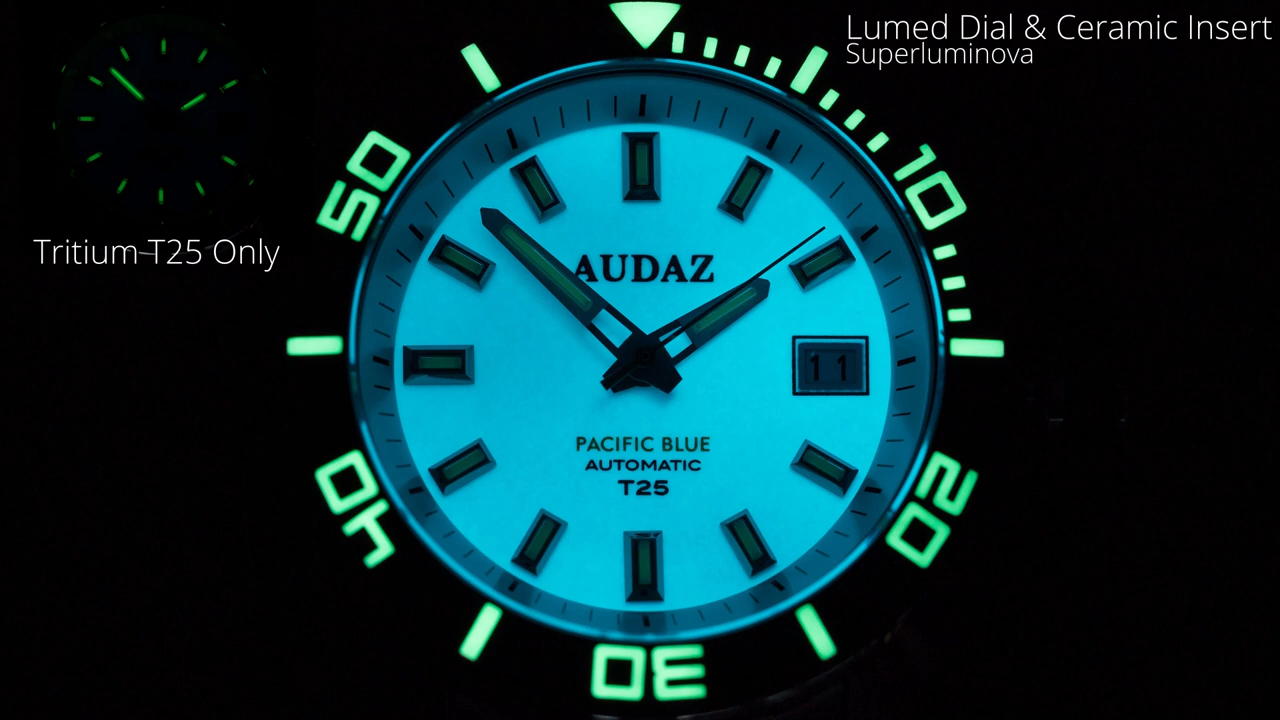 Lumed Dial & Ceramic Insert
Superluminova
Tritium T25 Only
10
20
30
40
50
AUDAZ
11
PACIFIC BLUE
AUTOMATIC
T25